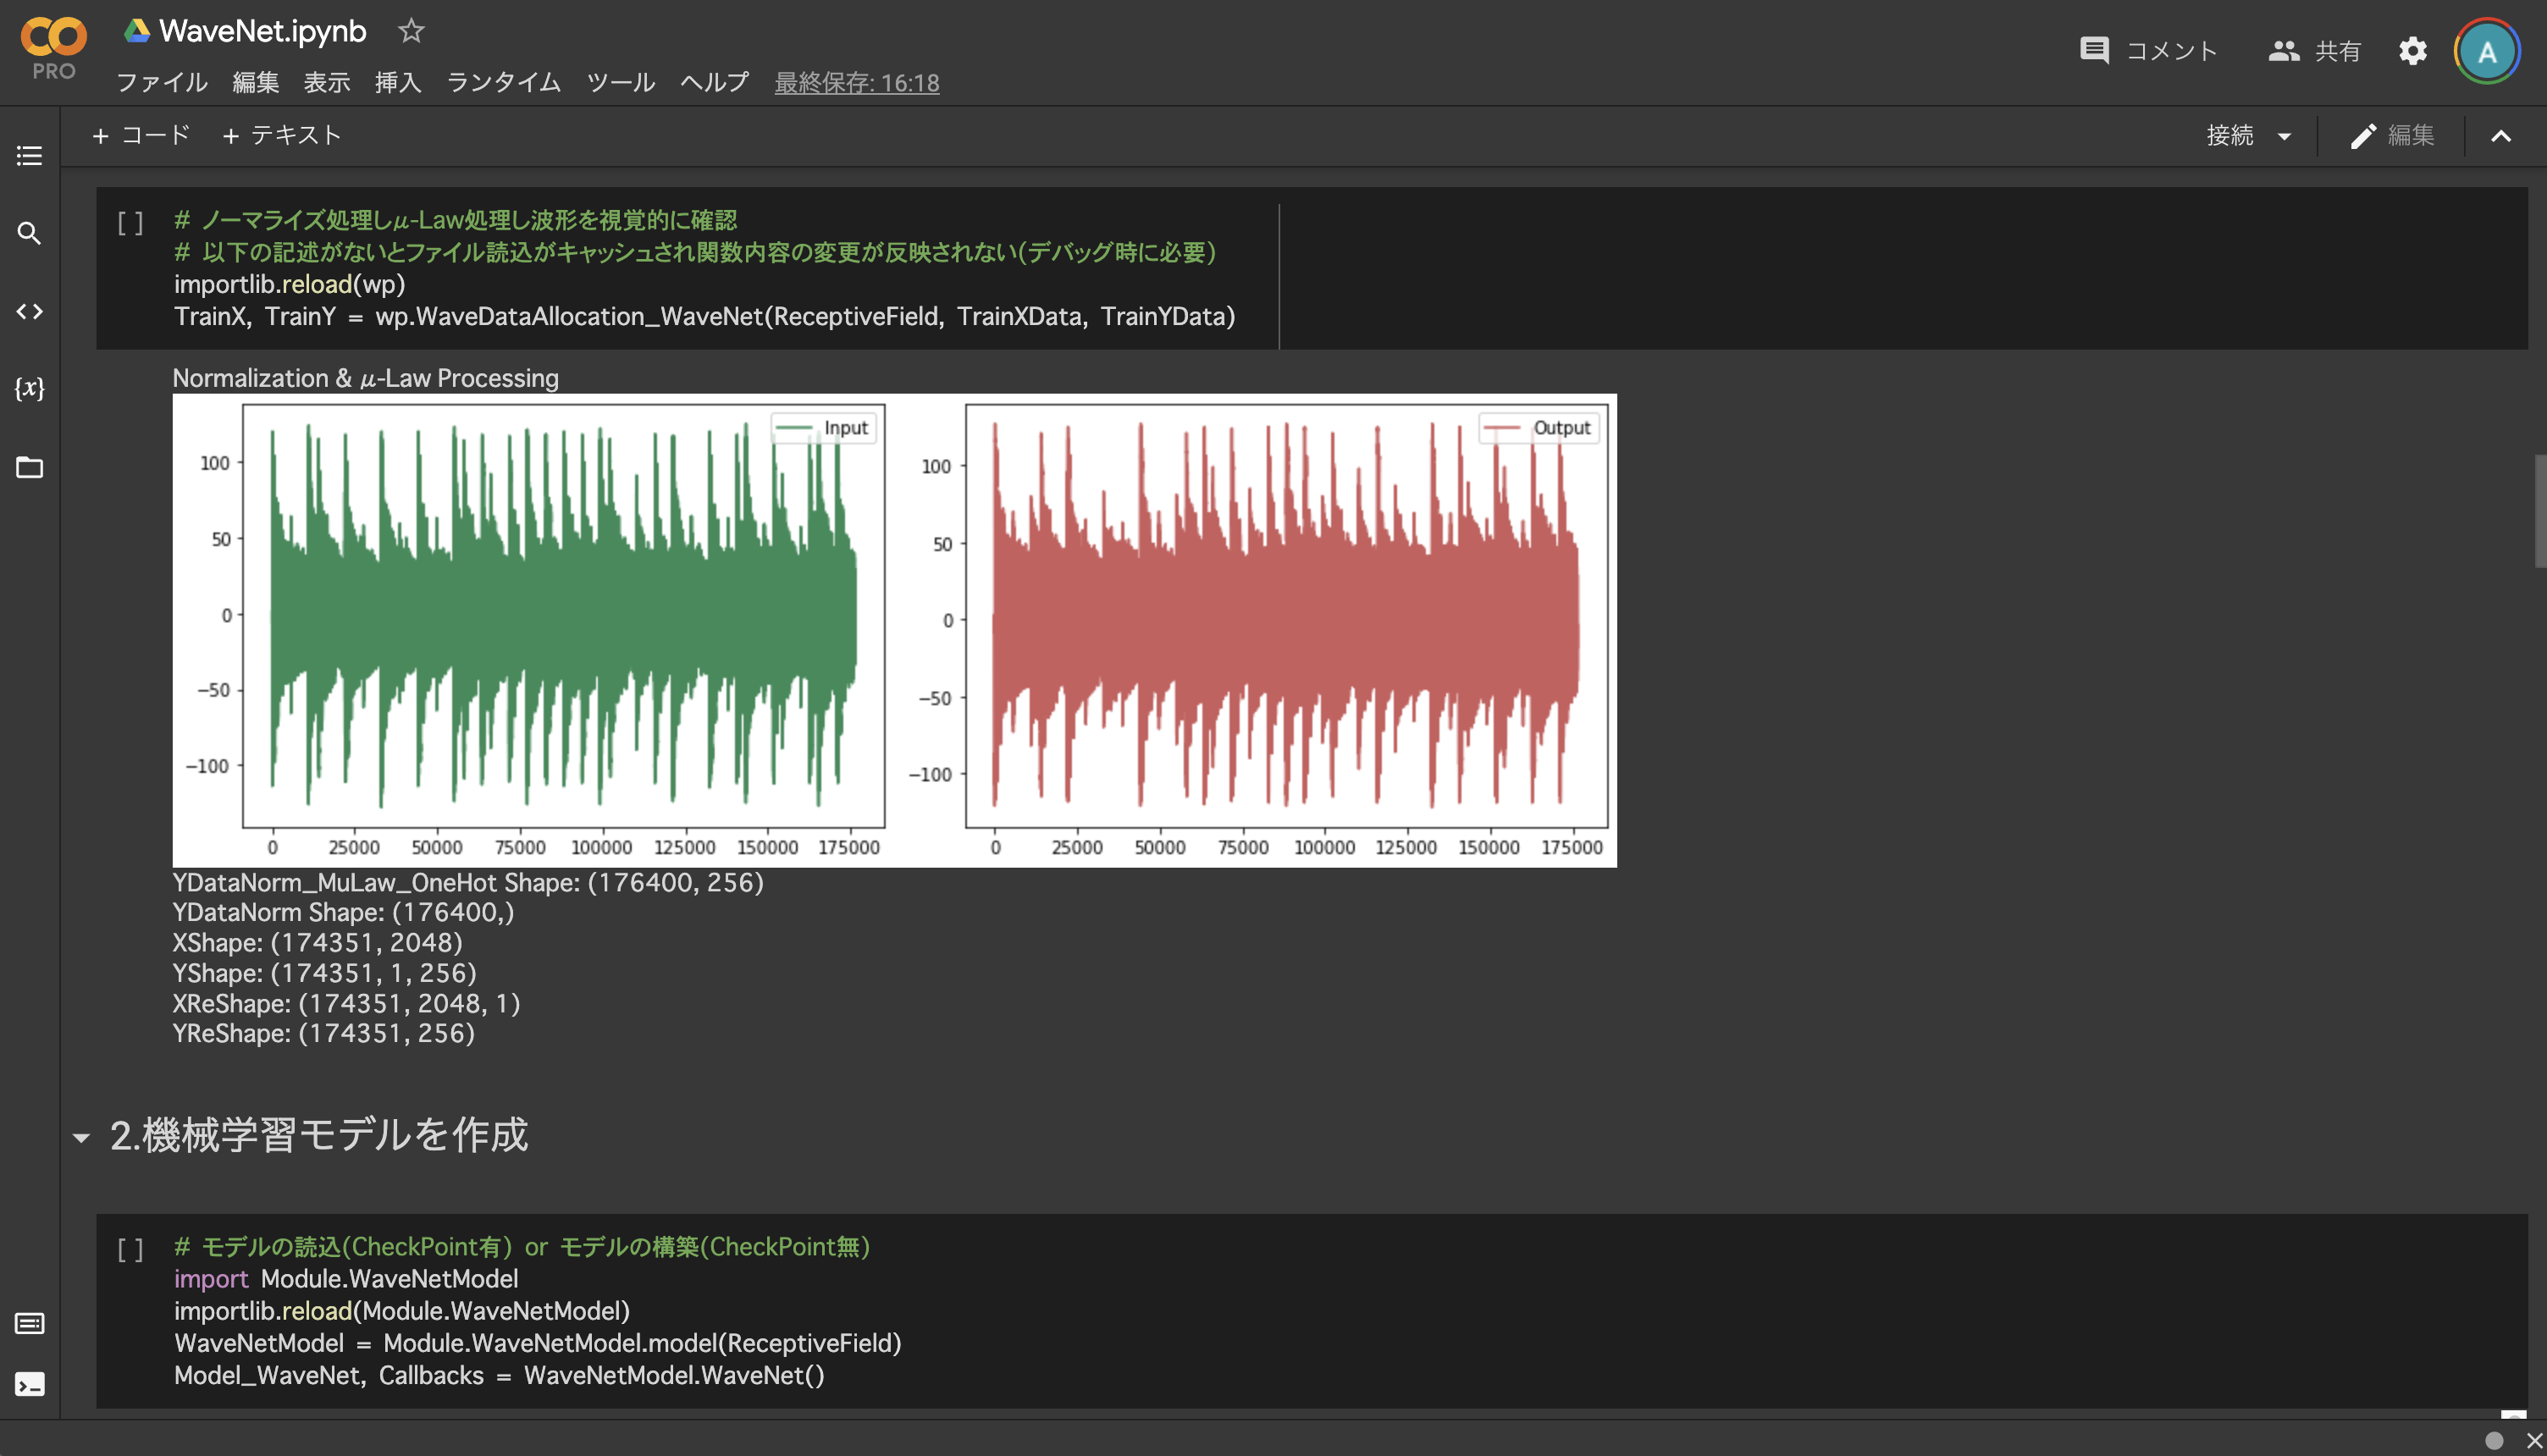 WaveNet.ipynb
PRO
ファイル 編集 表示 挿入 ランタイム ツール ヘルプ 最終保存: 16:18
コメント 共有 A
+ コード + テキスト
接続 編集
[ ] # ノーマライズ処理しμ-Law処理し波形を視覚的に確認
# 以下の記述がないとファイル読込がキャッシュされ関数内容の変更が反映されない(デバッグ時に必要)
importlib.reload(wp)
TrainX, TrainY = wp.WaveDataAllocation_WaveNet(ReceptiveField, TrainXData, TrainYData)
{x}
Normalization & μ-Law Processing
Input
100
50
0
−50
−100
0 25000 50000 75000 100000 125000 150000 175000
Output
100
50
0
−50
−100
0 25000 50000 75000 100000 125000 150000 175000
YDataNorm_MuLaw_OneHot Shape: (176400, 256)
YDataNorm Shape: (176400,)
XShape: (174351, 2048)
YShape: (174351, 1, 256)
XReShape: (174351, 2048, 1)
YReShape: (174351, 256)
2.機械学習モデルを作成
[ ] # モデルの読込(CheckPoint有) or モデルの構築(CheckPoint無)
import Module.WaveNetModel
importlib.reload(Module.WaveNetModel)
WaveNetModel = Module.WaveNetModel.model(ReceptiveField)
Model_WaveNet, Callbacks = WaveNetModel.WaveNet()